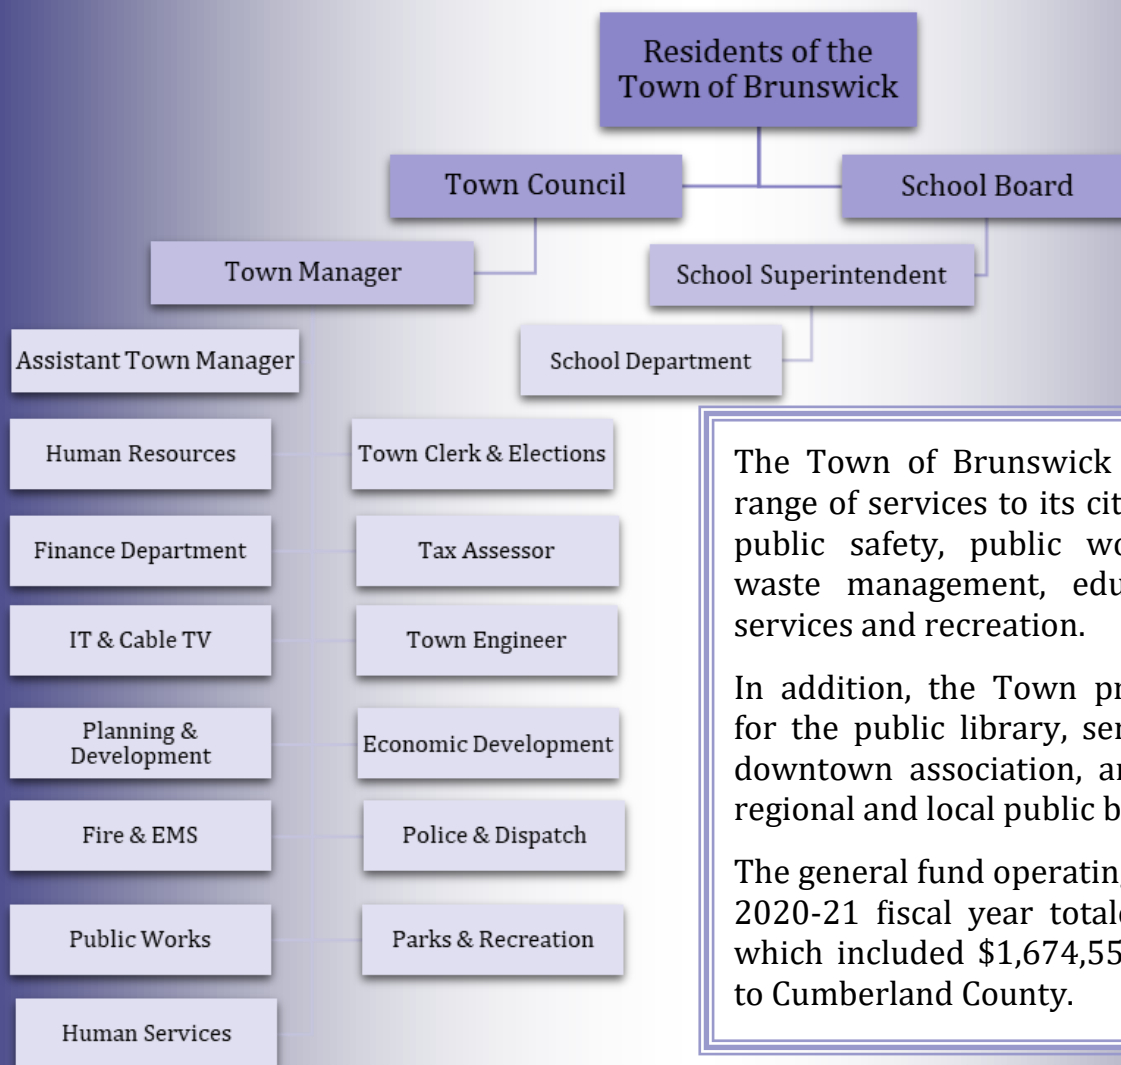 Residents of the
Town of Brunswick
Town Council
School Board
Town Manager
School Superintendent
Assistant Town Manager
School Department
Human Resources
Town Clerk & Elections
Finance Department
Tax Assessor
IT & Cable TV
Town Engineer
Planning &
Development
Economic Development
Fire & EMS
Police & Dispatch
Public Works
Parks & Recreation
Human Services
The Town of Brunswick
range of services to its cit
public safety, public wo
waste management, edu
services and recreation.
In addition, the Town pr
for the public library, ser
downtown association, a
regional and local public b
The general fund operating
2020-21 fiscal year total
which included $1,674,55
to Cumberland County.